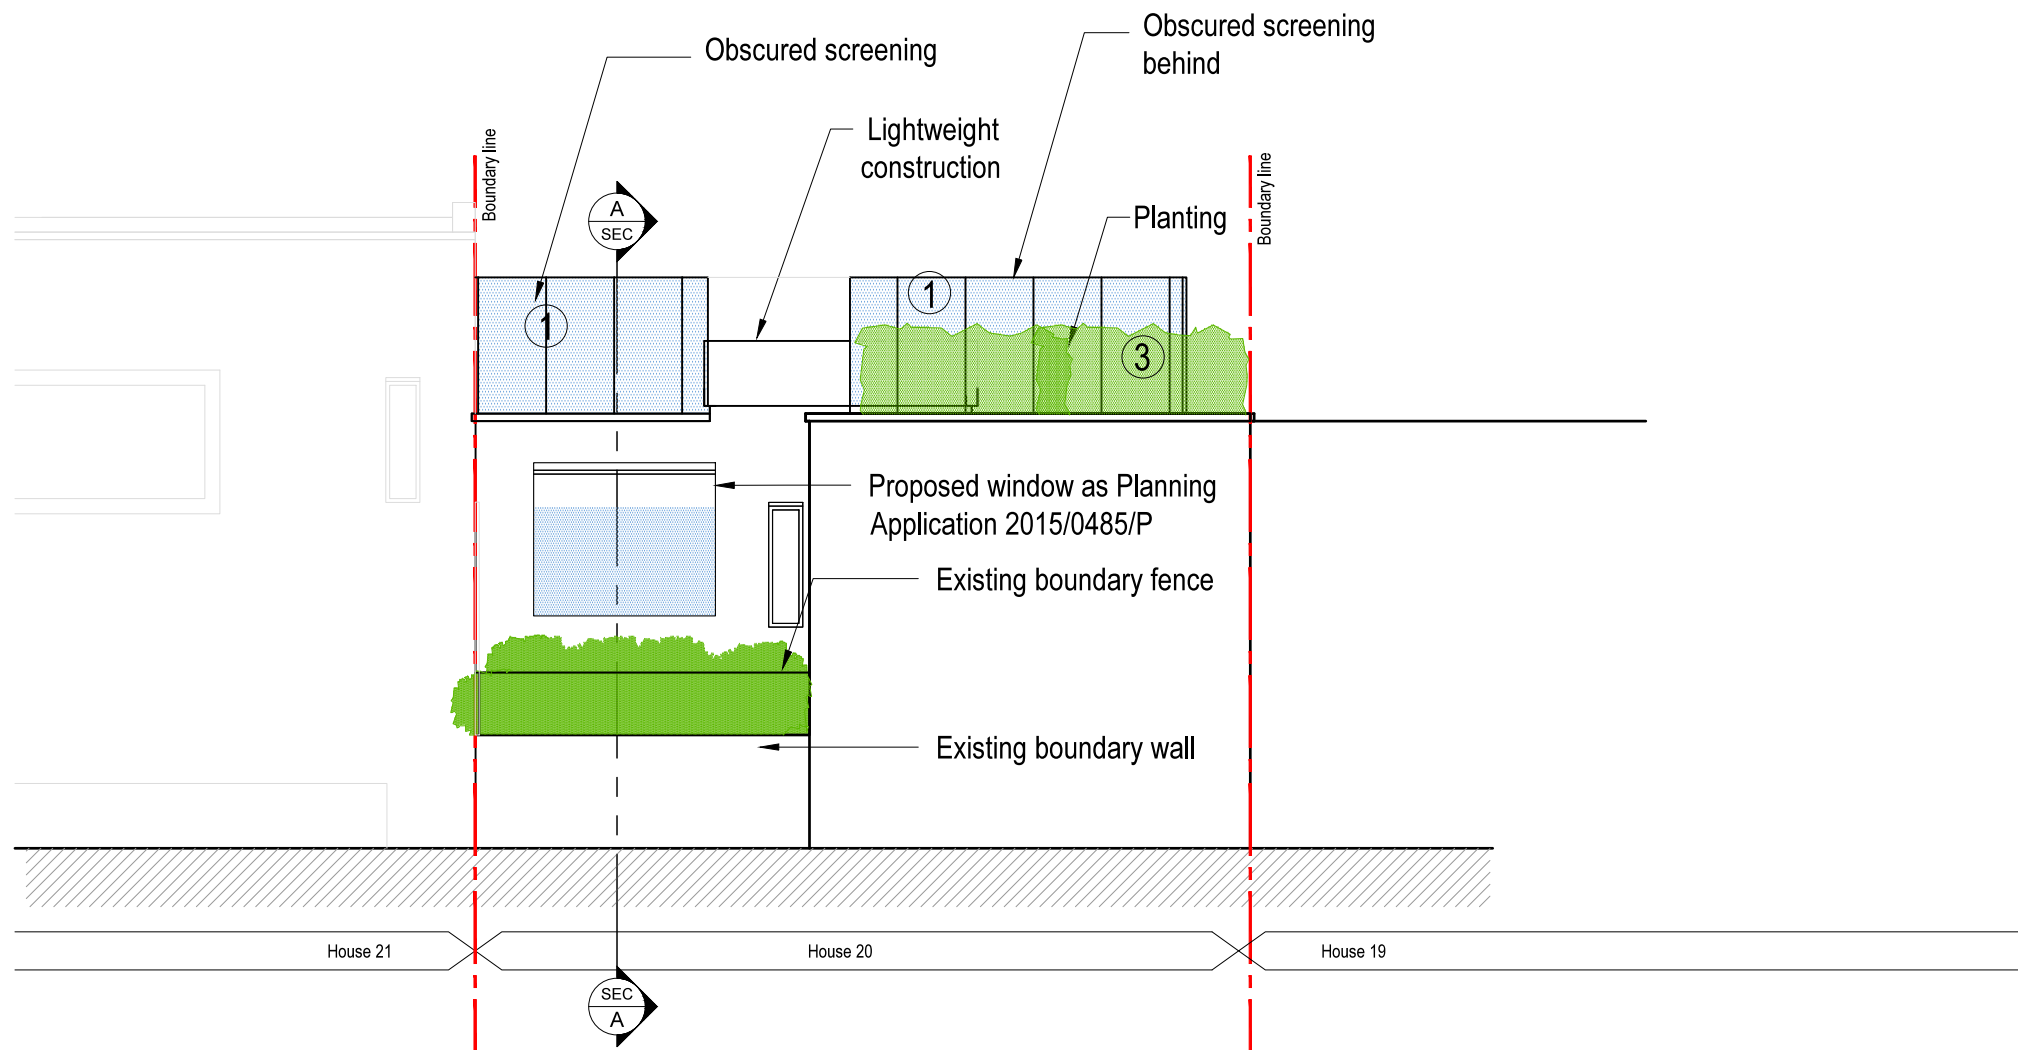 Obscured screening
Obscured screening
behind
Lightweight
construction
Boundary line
Boundary line
A
SEC
Planting
1
1
3
Proposed window as Planning
Application 2015/0485/P
Existing boundary fence
Existing boundary wall
House 21
House 20
House 19
SEC
A